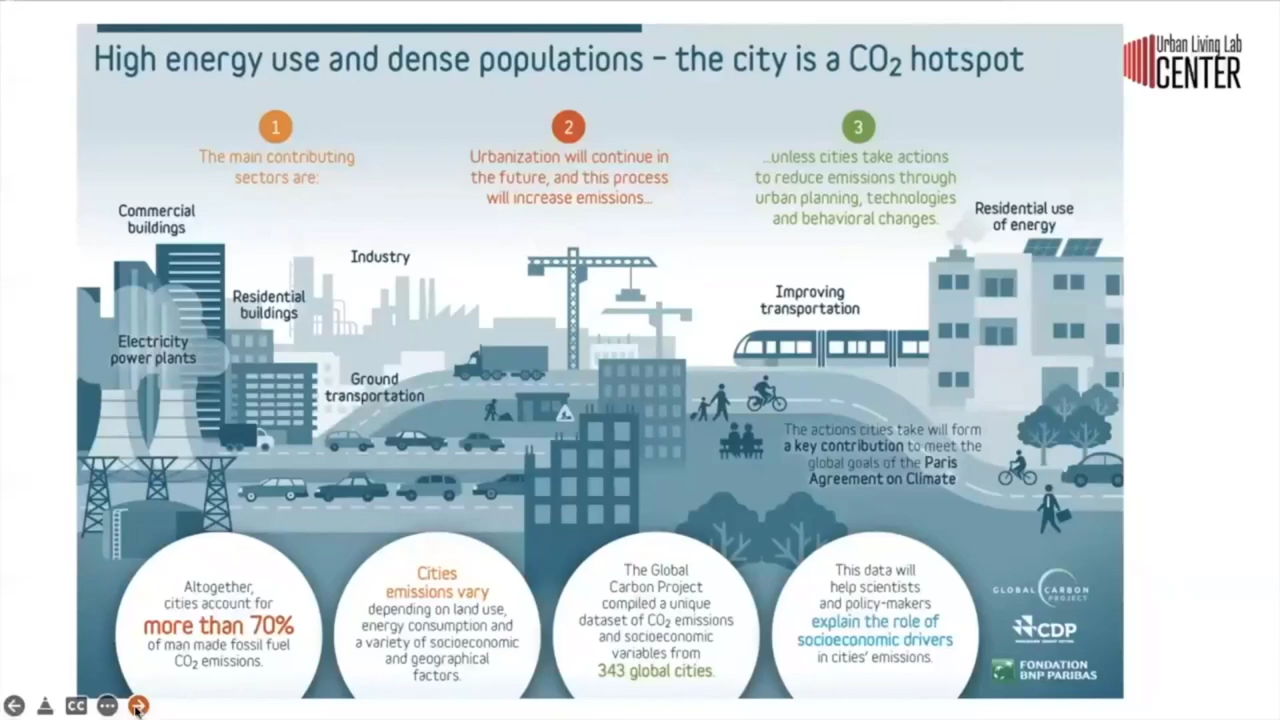 High energy use and dense populations – the city is a CO₂ hotspot
Urban Living Lab
CENTER
1
The main contributing
sectors are:
2
Urbanization will continue in
the future, and this process
will increase emissions...
3
...unless cities take actions
to reduce emissions through
urban planning, technologies
and behavioral changes.
Commercial
buildings
Residential use
of energy
Industry
Residential
buildings
Improving
transportation
Electricity
power plants
Ground
transportation
The actions cities take will form
a key contribution to meet the
global goals of the Paris
Agreement on Climate
Altogether,
cities account for
more than 70%
of man made fossil fuel
CO₂ emissions.
Cities
emissions vary
depending on land use,
energy consumption and
a variety of socioeconomic
and geographical
factors.
The Global
Carbon Project
compiled a unique
dataset of CO₂ emissions
and socioeconomic
variables from
343 global cities.
This data will
help scientists
and policy-makers
explain the role of
socioeconomic drivers
in cities' emissions.
GLOBAL CARBON
PROJECT
CDP
FONDATION
BNP PARIBAS
CC